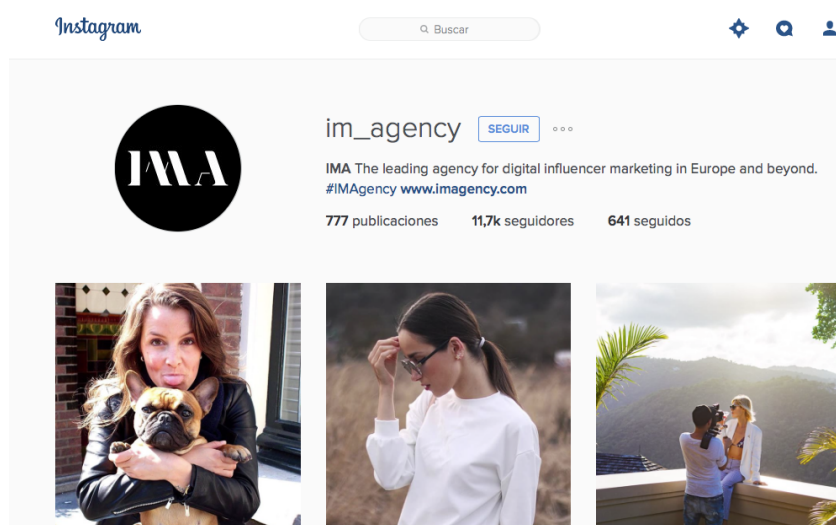 Instagram
Buscar
IMA
im_agency SEGUIR
IMA The leading agency for digital influencer marketing in Europe and beyond.
#IMAgency www.imagency.com
777 publicaciones 11,7k seguidores 641 seguidos